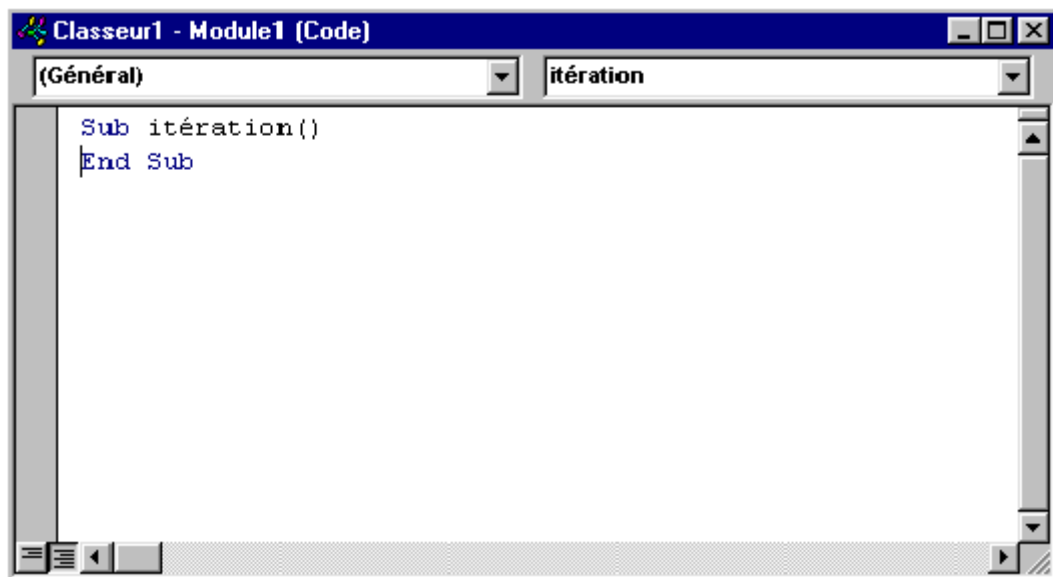 Classeur1 - Module1 (Code)
(Général) itération
Sub itération()
End Sub